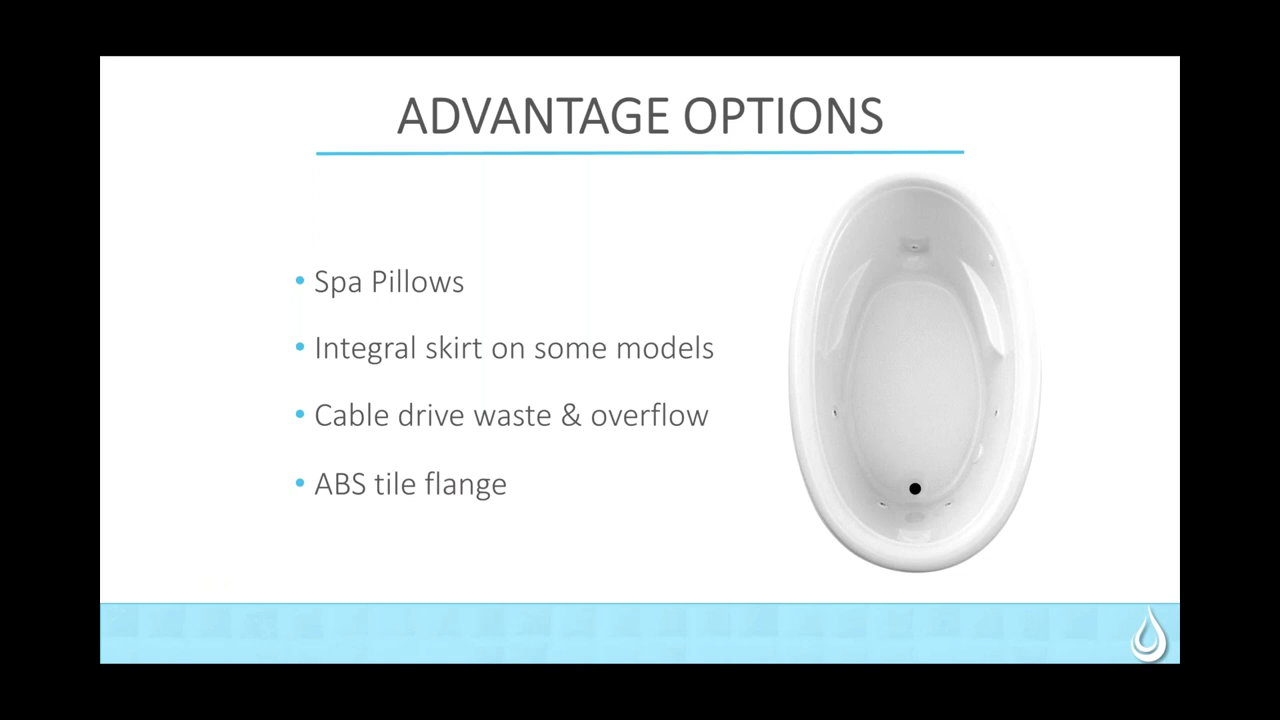 ADVANTAGE OPTIONS
• Spa Pillows
• Integral skirt on some models
• Cable drive waste & overflow
• ABS tile flange